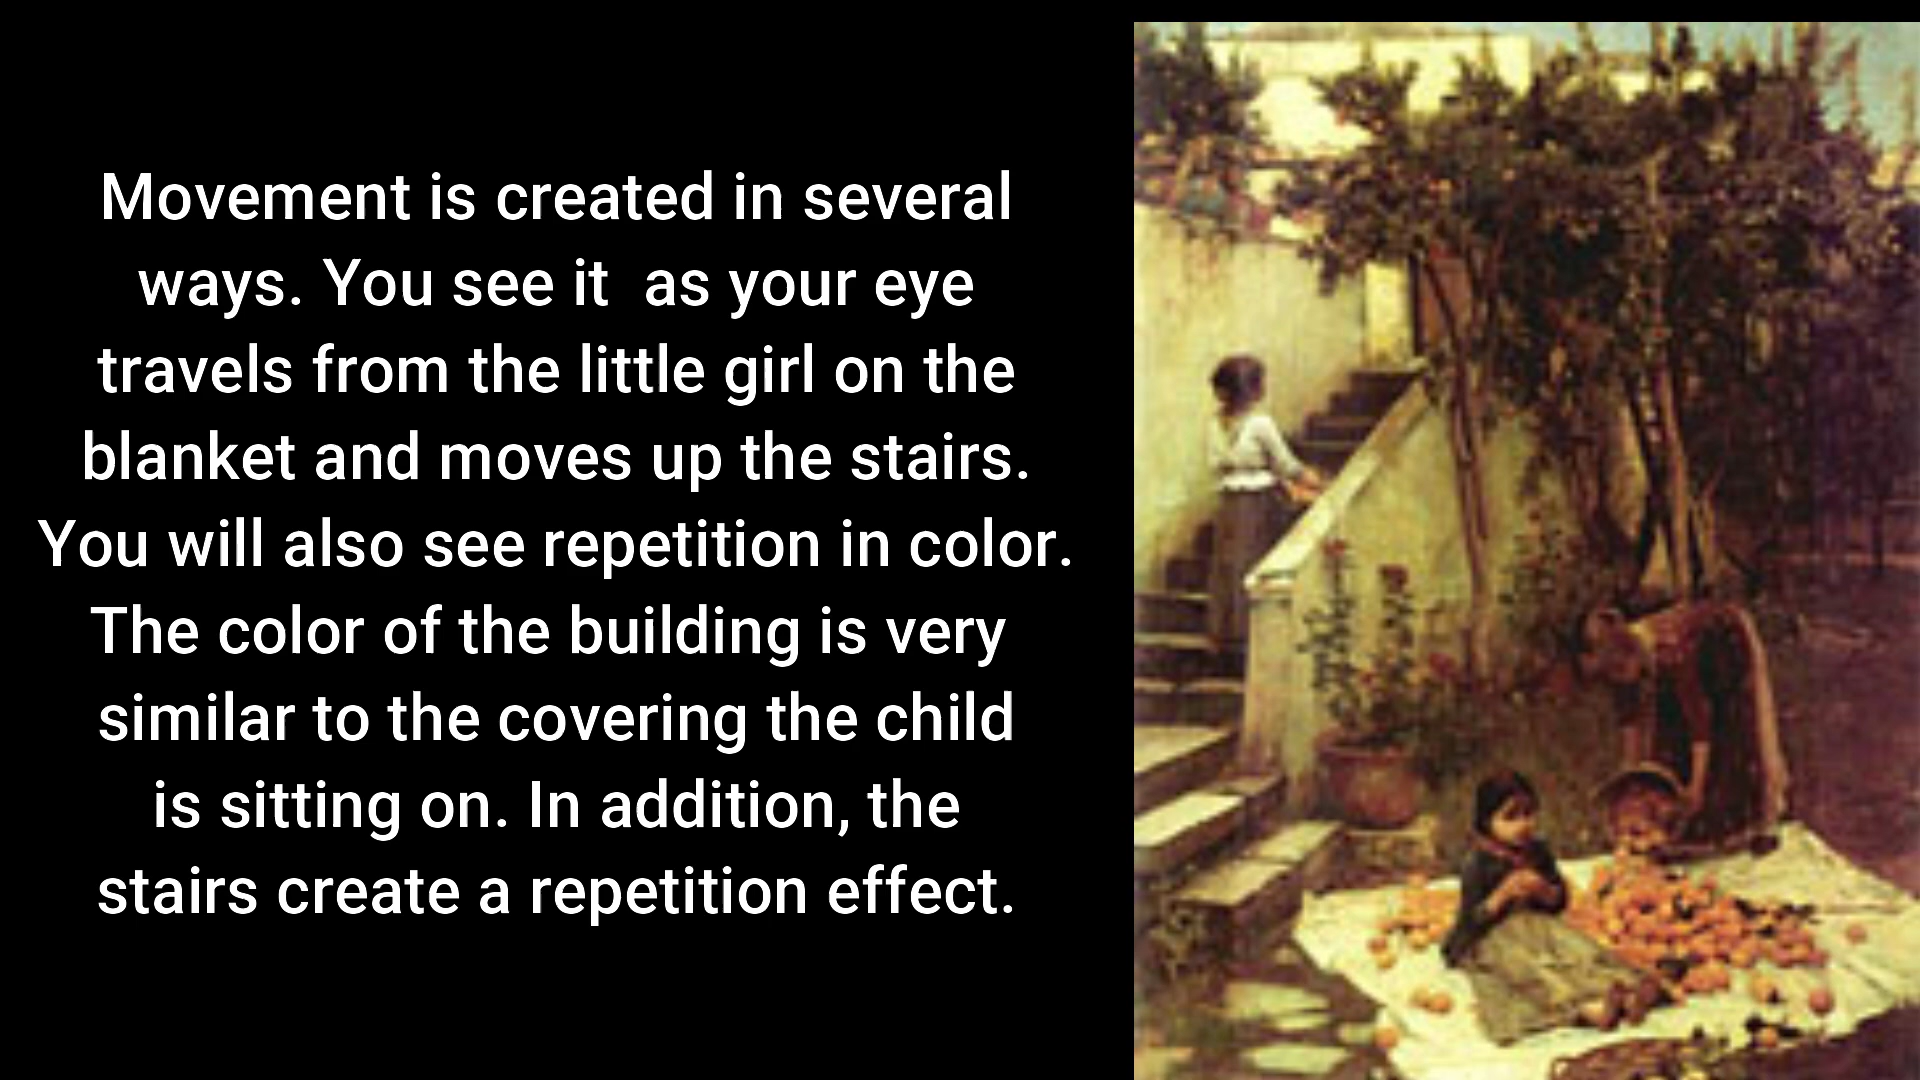 Movement is created in several
ways. You see it  as your eye
travels from the little girl on the
blanket and moves up the stairs.
You will also see repetition in color.
The color of the building is very
similar to the covering the child
is sitting on. In addition, the
stairs create a repetition effect.